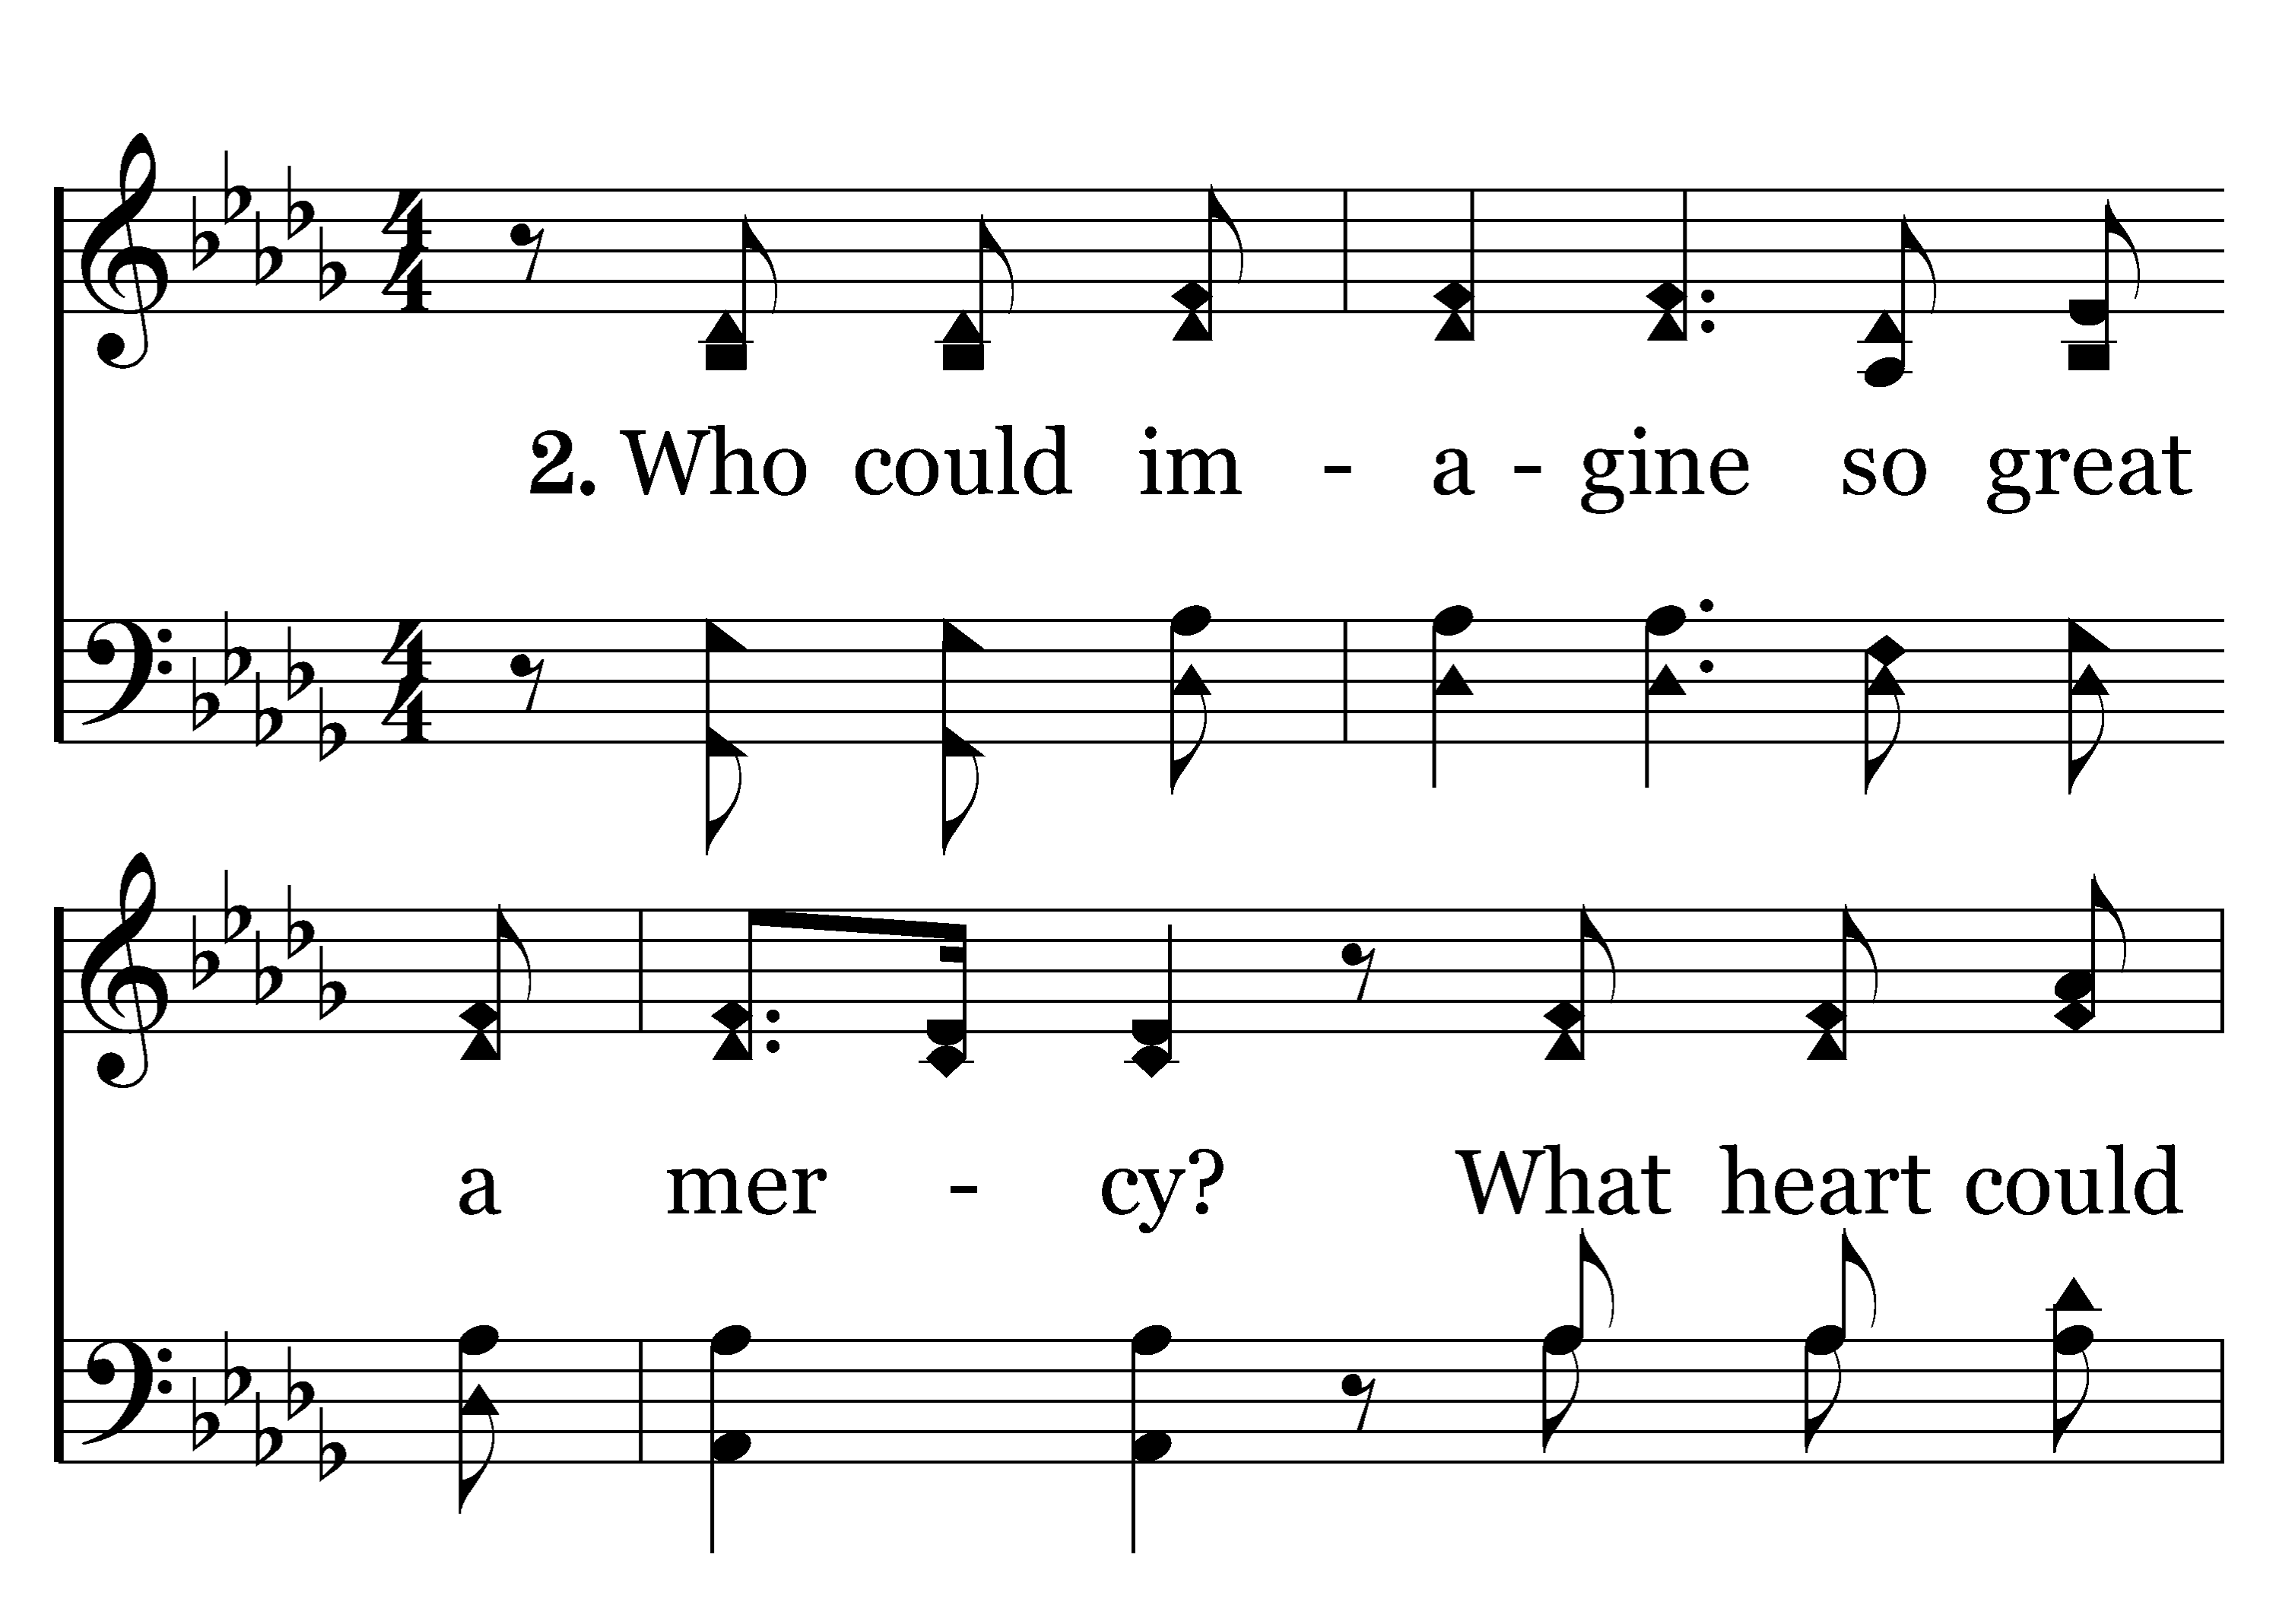 2. Who could im - a - gine so great
a mer - cy? What heart could